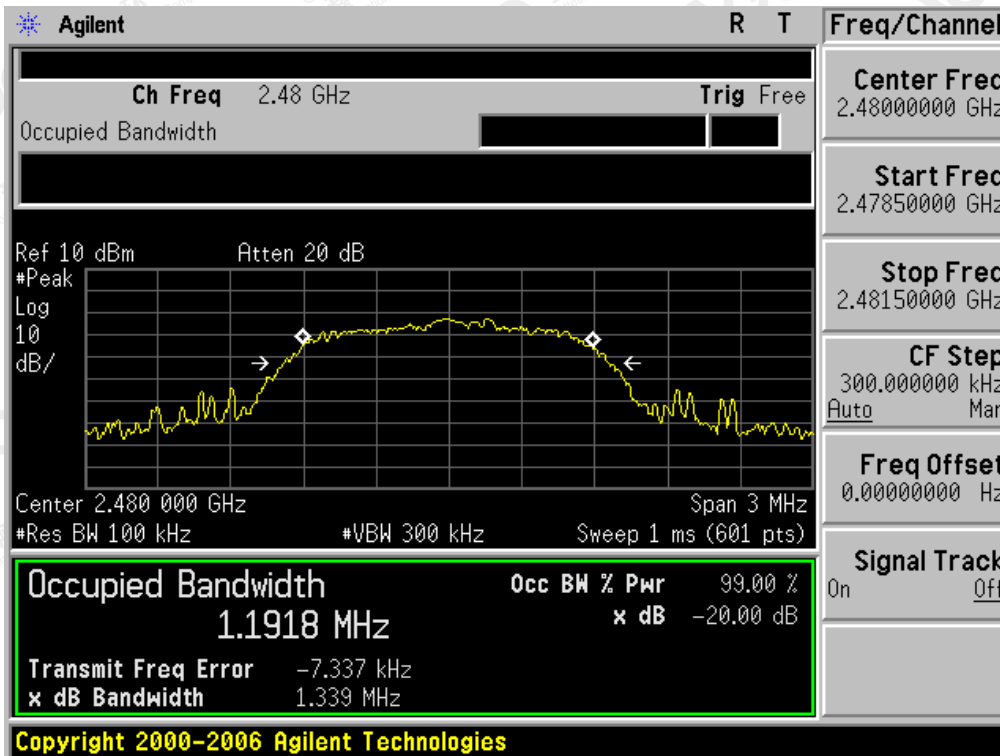 Agilent R T Freq/Channel
Ch Freq 2.48 GHz Trig Free
Occupied Bandwidth
Center Freq
2.48000000 GHz
Start Freq
2.47850000 GHz
Stop Freq
2.48150000 GHz
CF Step
300.000000 kHz
Auto Man
Freq Offset
0.00000000 Hz
Signal Track
On Off
Ref 10 dBm Atten 20 dB
#Peak
Log
10
dB/
Center 2.480 000 GHz Span 3 MHz
#Res BW 100 kHz #VBW 300 kHz Sweep 1 ms (601 pts)
Occupied Bandwidth Occ BW % Pwr 99.00 %
1.1918 MHz x dB -20.00 dB
Transmit Freq Error -7.337 kHz
x dB Bandwidth 1.339 MHz
Copyright 2000-2006 Agilent Technologies